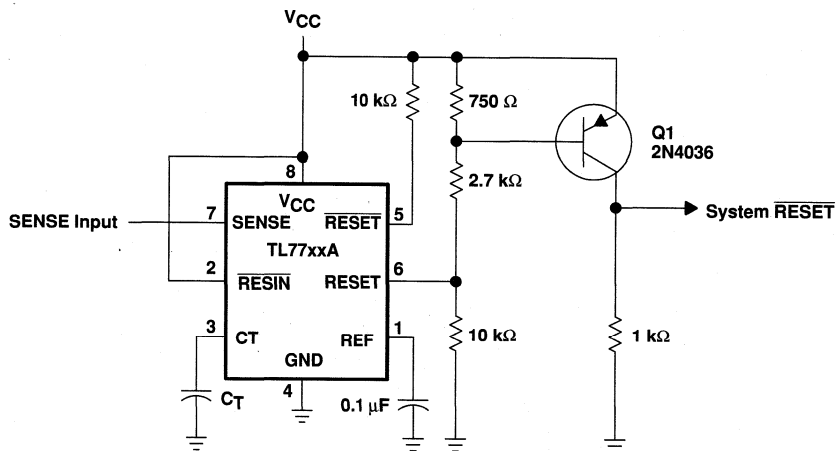 VCC
10 kΩ
750 Ω
Q1
2N4036
8
2.7 kΩ
VCC
SENSE Input
7
SENSE
RESET
5
System RESET
TL77xxA
2
RESIN
RESET
6
3
CT
REF
1
10 kΩ
1 kΩ
GND
4
CT
0.1 μF